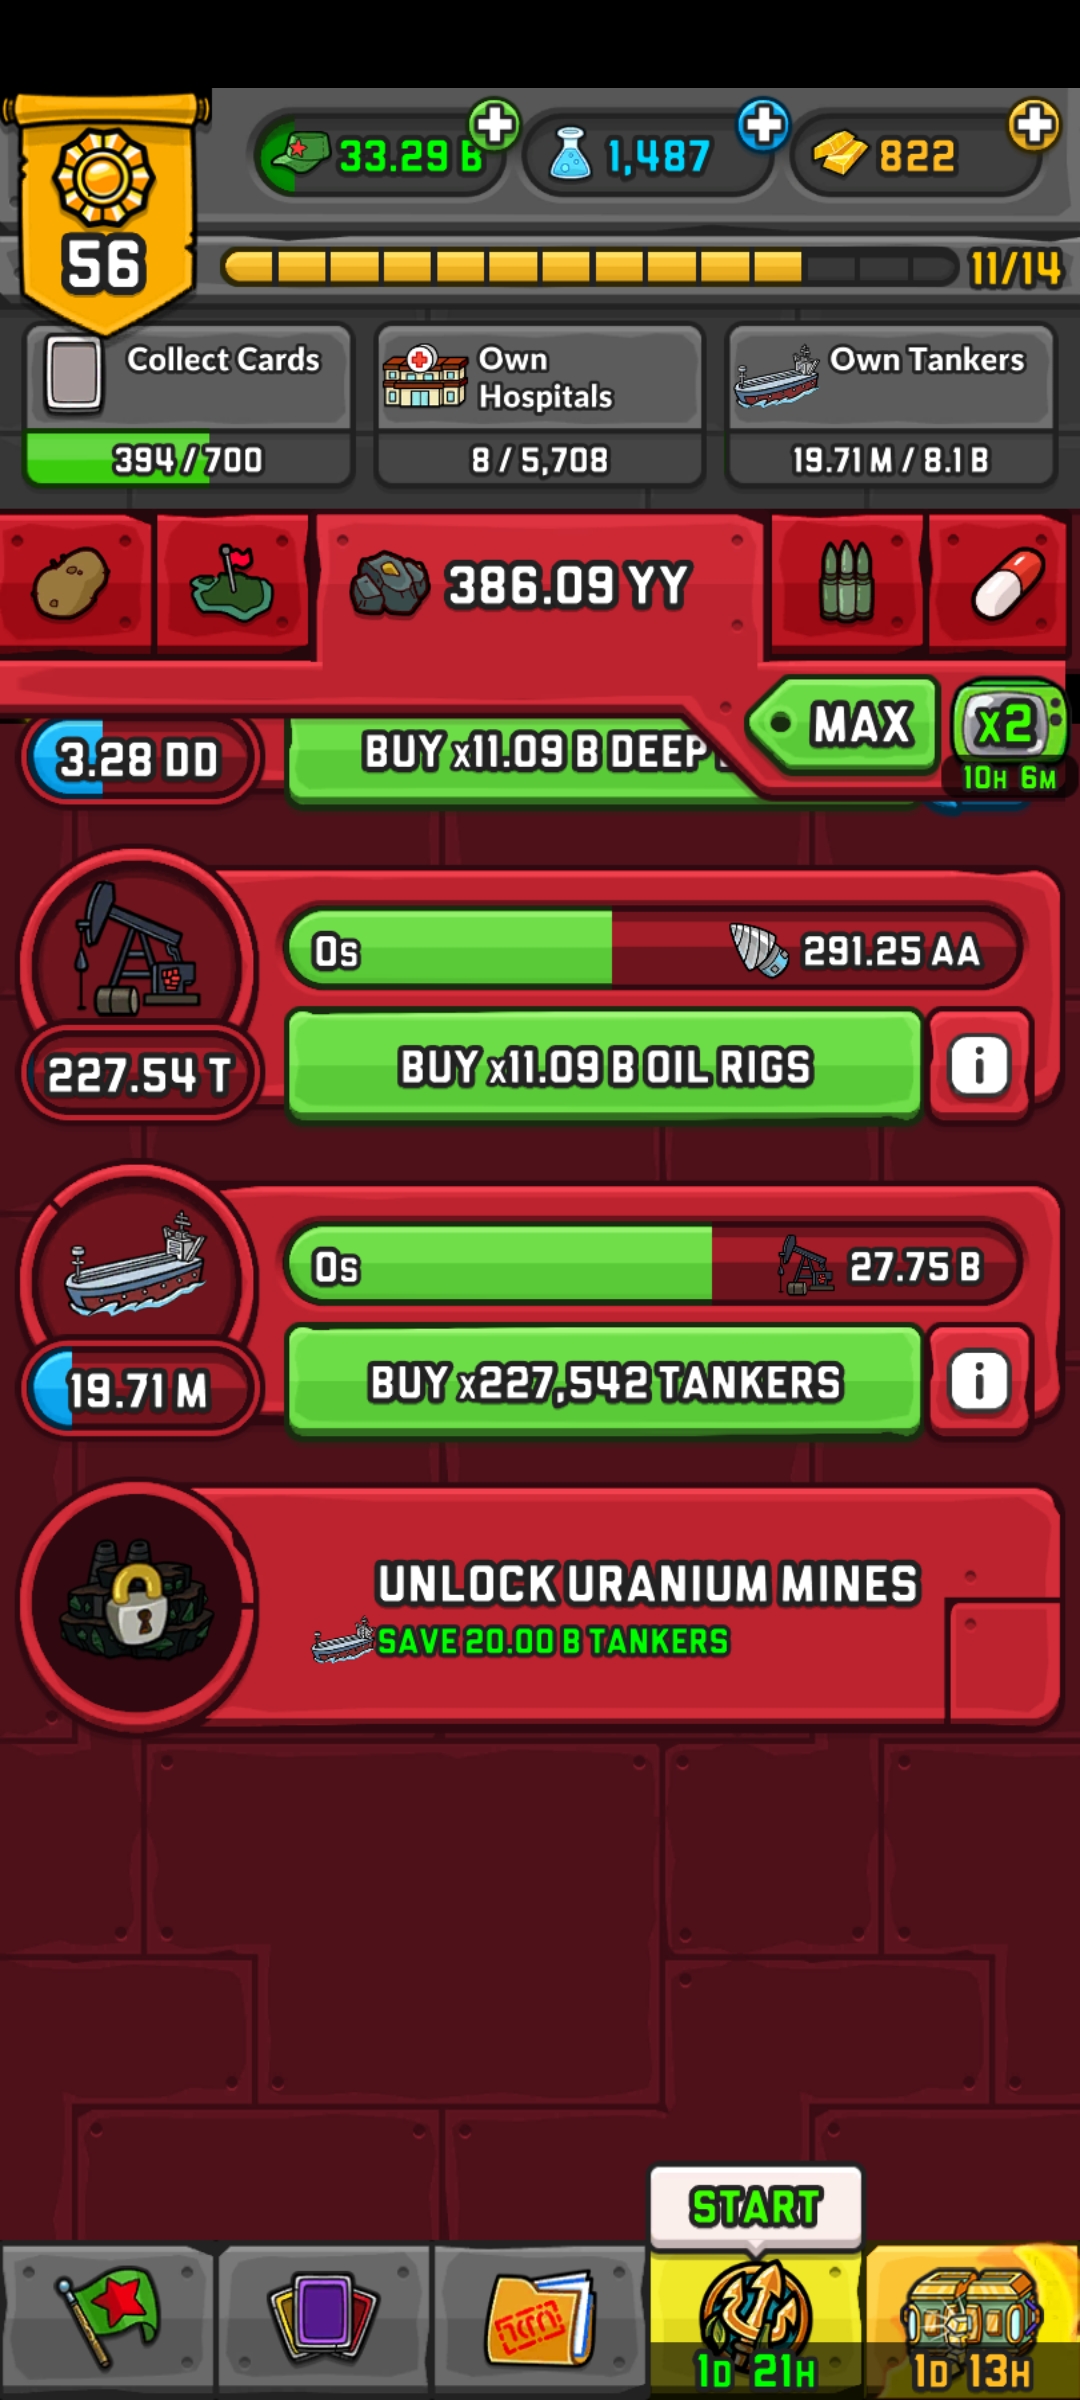 33.29 B
1,487
822
56
11/14
Collect Cards
394 / 700
Own
Hospitals
8 / 5,708
Own Tankers
19.71 M / 8.1 B
386.09 YY
MAX
x2
10H 6M
3.28 DD
BUY x11.09 B DEEP
0s
291.25 AA
227.54 T
BUY x11.09 B OIL RIGS
i
0s
27.75 B
19.71 M
BUY x227,542 TANKERS
i
UNLOCK URANIUM MINES
SAVE 20.00 B TANKERS
START
1D 21H
1D 13H